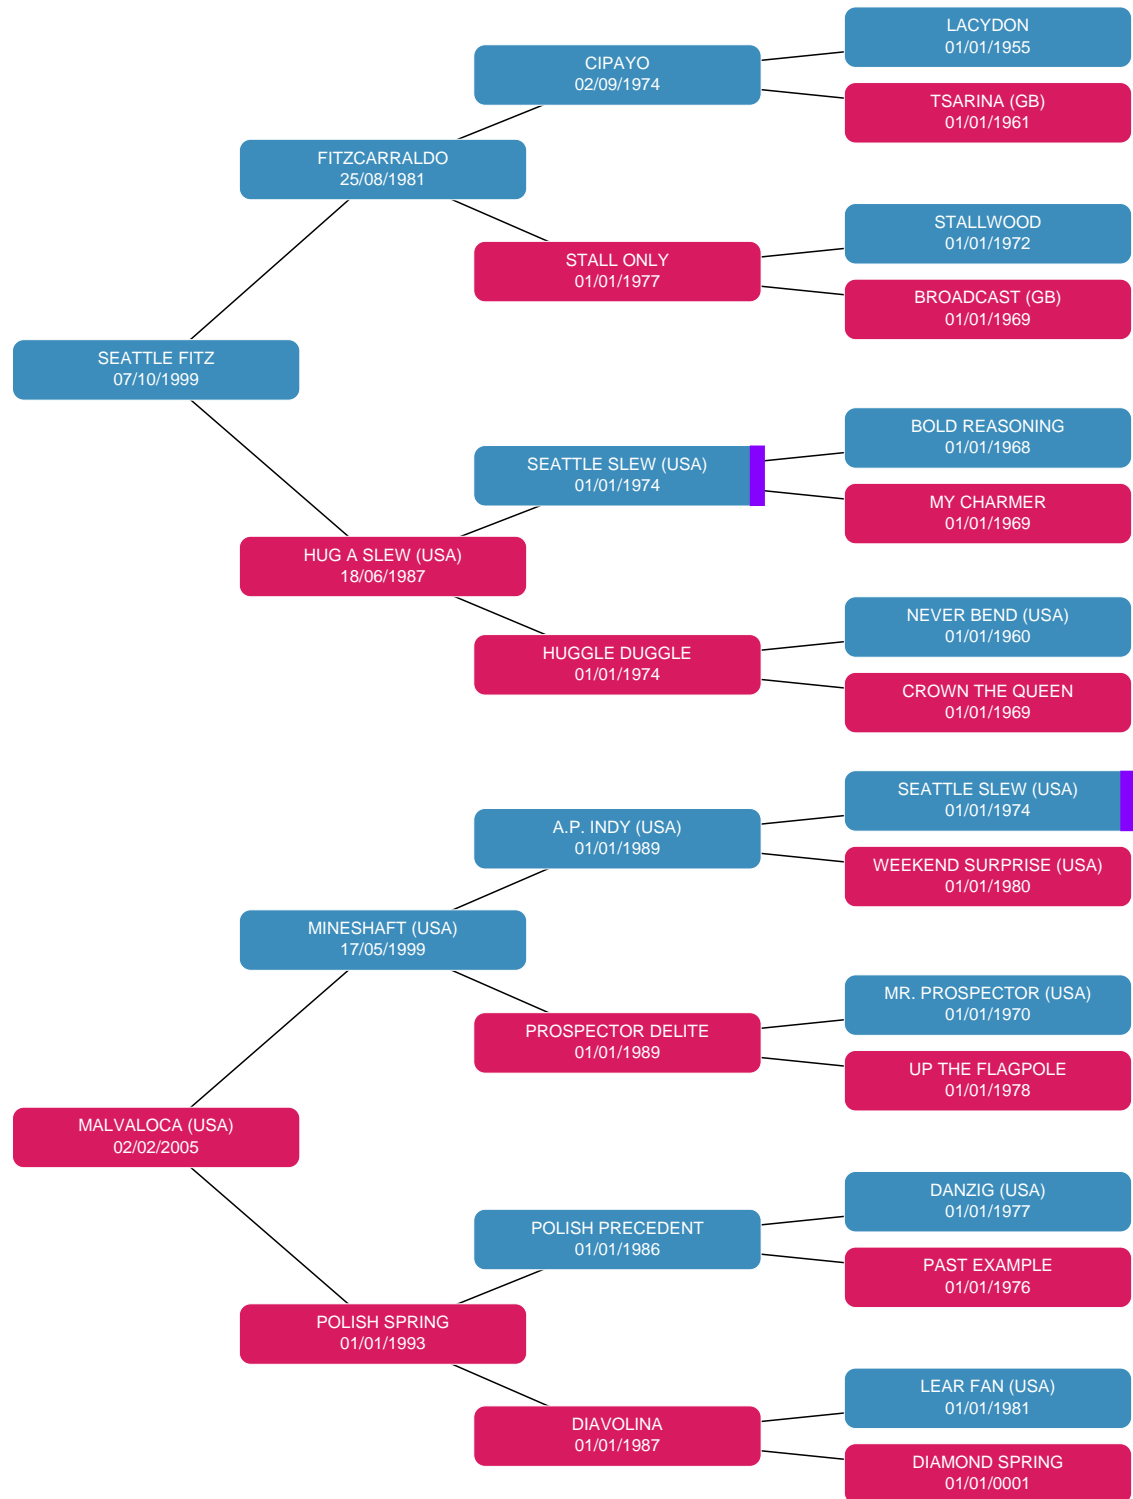 LACYDON
01/01/1955
CIPAYO
02/09/1974
TSARINA (GB)
01/01/1961
FITZCARRALDO
25/08/1981
STALLWOOD
01/01/1972
STALL ONLY
01/01/1977
BROADCAST (GB)
01/01/1969
SEATTLE FITZ
07/10/1999
BOLD REASONING
01/01/1968
SEATTLE SLEW (USA)
01/01/1974
MY CHARMER
01/01/1969
HUG A SLEW (USA)
18/06/1987
NEVER BEND (USA)
01/01/1960
HUGGLE DUGGLE
01/01/1974
CROWN THE QUEEN
01/01/1969
SEATTLE SLEW (USA)
01/01/1974
A.P. INDY (USA)
01/01/1989
WEEKEND SURPRISE (USA)
01/01/1980
MINESHAFT (USA)
17/05/1999
MR. PROSPECTOR (USA)
01/01/1970
PROSPECTOR DELITE
01/01/1989
UP THE FLAGPOLE
01/01/1978
MALVALOCA (USA)
02/02/2005
DANZIG (USA)
01/01/1977
POLISH PRECEDENT
01/01/1986
PAST EXAMPLE
01/01/1976
POLISH SPRING
01/01/1993
LEAR FAN (USA)
01/01/1981
DIAVOLINA
01/01/1987
DIAMOND SPRING
01/01/0001